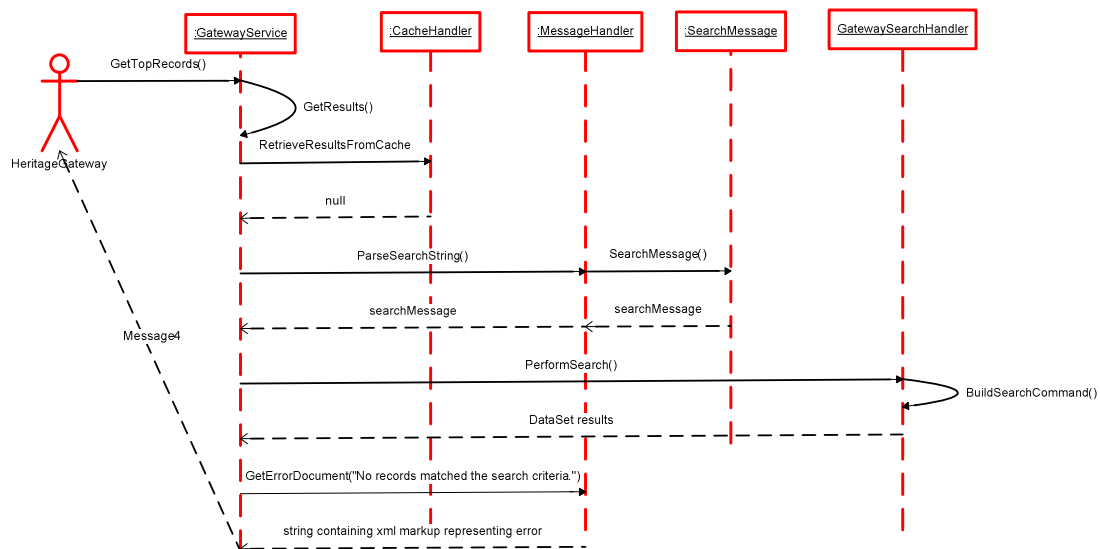 :GatewayService
:CacheHandler
:MessageHandler
:SearchMessage
GatewaySearchHandler
GetTopRecords()
GetResults()
RetrieveResultsFromCache
HeritageGateway
null
ParseSearchString()
SearchMessage()
searchMessage
searchMessage
Message4
PerformSearch()
BuildSearchCommand()
DataSet results
GetErrorDocument("No records matched the search criteria.")
string containing xml markup representing error